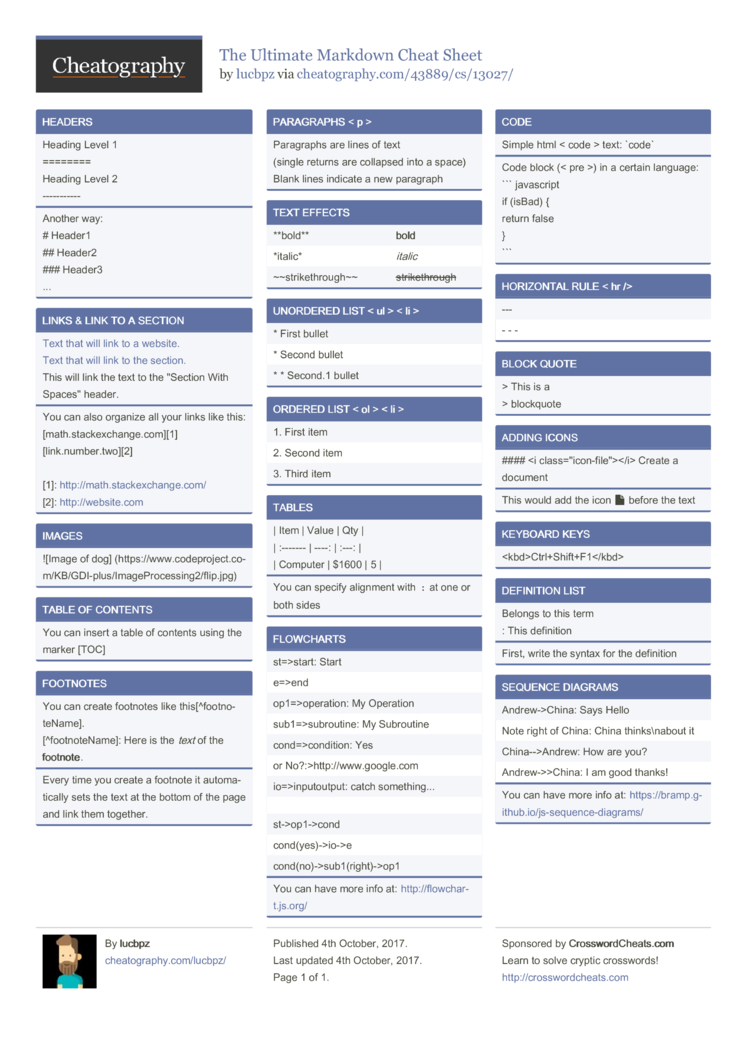 Cheatography
The Ultimate Markdown Cheat Sheet
by lucbpz via cheatography.com/43889/cs/13027/
HEADERS
Heading Level 1
========
Heading Level 2
-----------
Another way:
# Header1
## Header2
### Header3
...
LINKS & LINK TO A SECTION
Text that will link to a website.
Text that will link to the section.
This will link the text to the "Section With
Spaces" header.
You can also organize all your links like this:
[math.stackexchange.com][1]
[link.number.two][2]
[1]: http://math.stackexchange.com/
[2]: http://website.com
IMAGES
![Image of dog] (https://www.codeproject.co-
m/KB/GDI-plus/ImageProcessing2/flip.jpg)
TABLE OF CONTENTS
You can insert a table of contents using the
marker [TOC]
FOOTNOTES
You can create footnotes like this[^footno-
teName].
[^footnoteName]: Here is the text of the
footnote.
Every time you create a footnote it automa-
tically sets the text at the bottom of the page
and link them together.
PARAGRAPHS < p >
Paragraphs are lines of text
(single returns are collapsed into a space)
Blank lines indicate a new paragraph
TEXT EFFECTS
**bold** bold
*italic* italic
~~strikethrough~~ strikethrough
UNORDERED LIST < ul > < li >
* First bullet
* Second bullet
* * Second.1 bullet
ORDERED LIST < ol > < li >
1. First item
2. Second item
3. Third item
TABLES
| Item | Value | Qty |
| :------- | ----: | :---: |
| Computer | $1600 | 5 |
You can specify alignment with : at one or
both sides
FLOWCHARTS
st=>start: Start
e=>end
op1=>operation: My Operation
sub1=>subroutine: My Subroutine
cond=>condition: Yes
or No?:>http://www.google.com
io=>inputoutput: catch something...
st->op1->cond
cond(yes)->io->e
cond(no)->sub1(right)->op1
You can have more info at: http://flowchar-
t.js.org/
CODE
Simple html < code > text: `code`
Code block (< pre >) in a certain language:
``` javascript
if (isBad) {
return false
}
```
HORIZONTAL RULE < hr />
---
- - -
BLOCK QUOTE
> This is a
> blockquote
ADDING ICONS
#### <i class="icon-file"></i> Create a
document
This would add the icon before the text
KEYBOARD KEYS
<kbd>Ctrl+Shift+F1</kbd>
DEFINITION LIST
Belongs to this term
: This definition
First, write the syntax for the definition
SEQUENCE DIAGRAMS
Andrew->China: Says Hello
Note right of China: China thinks\nabout it
China-->Andrew: How are you?
Andrew->>China: I am good thanks!
You can have more info at: https://bramp.g-
ithub.io/js-sequence-diagrams/
By lucbpz
cheatography.com/lucbpz/
Published 4th October, 2017.
Last updated 4th October, 2017.
Page 1 of 1.
Sponsored by CrosswordCheats.com
Learn to solve cryptic crosswords!
http://crosswordcheats.com